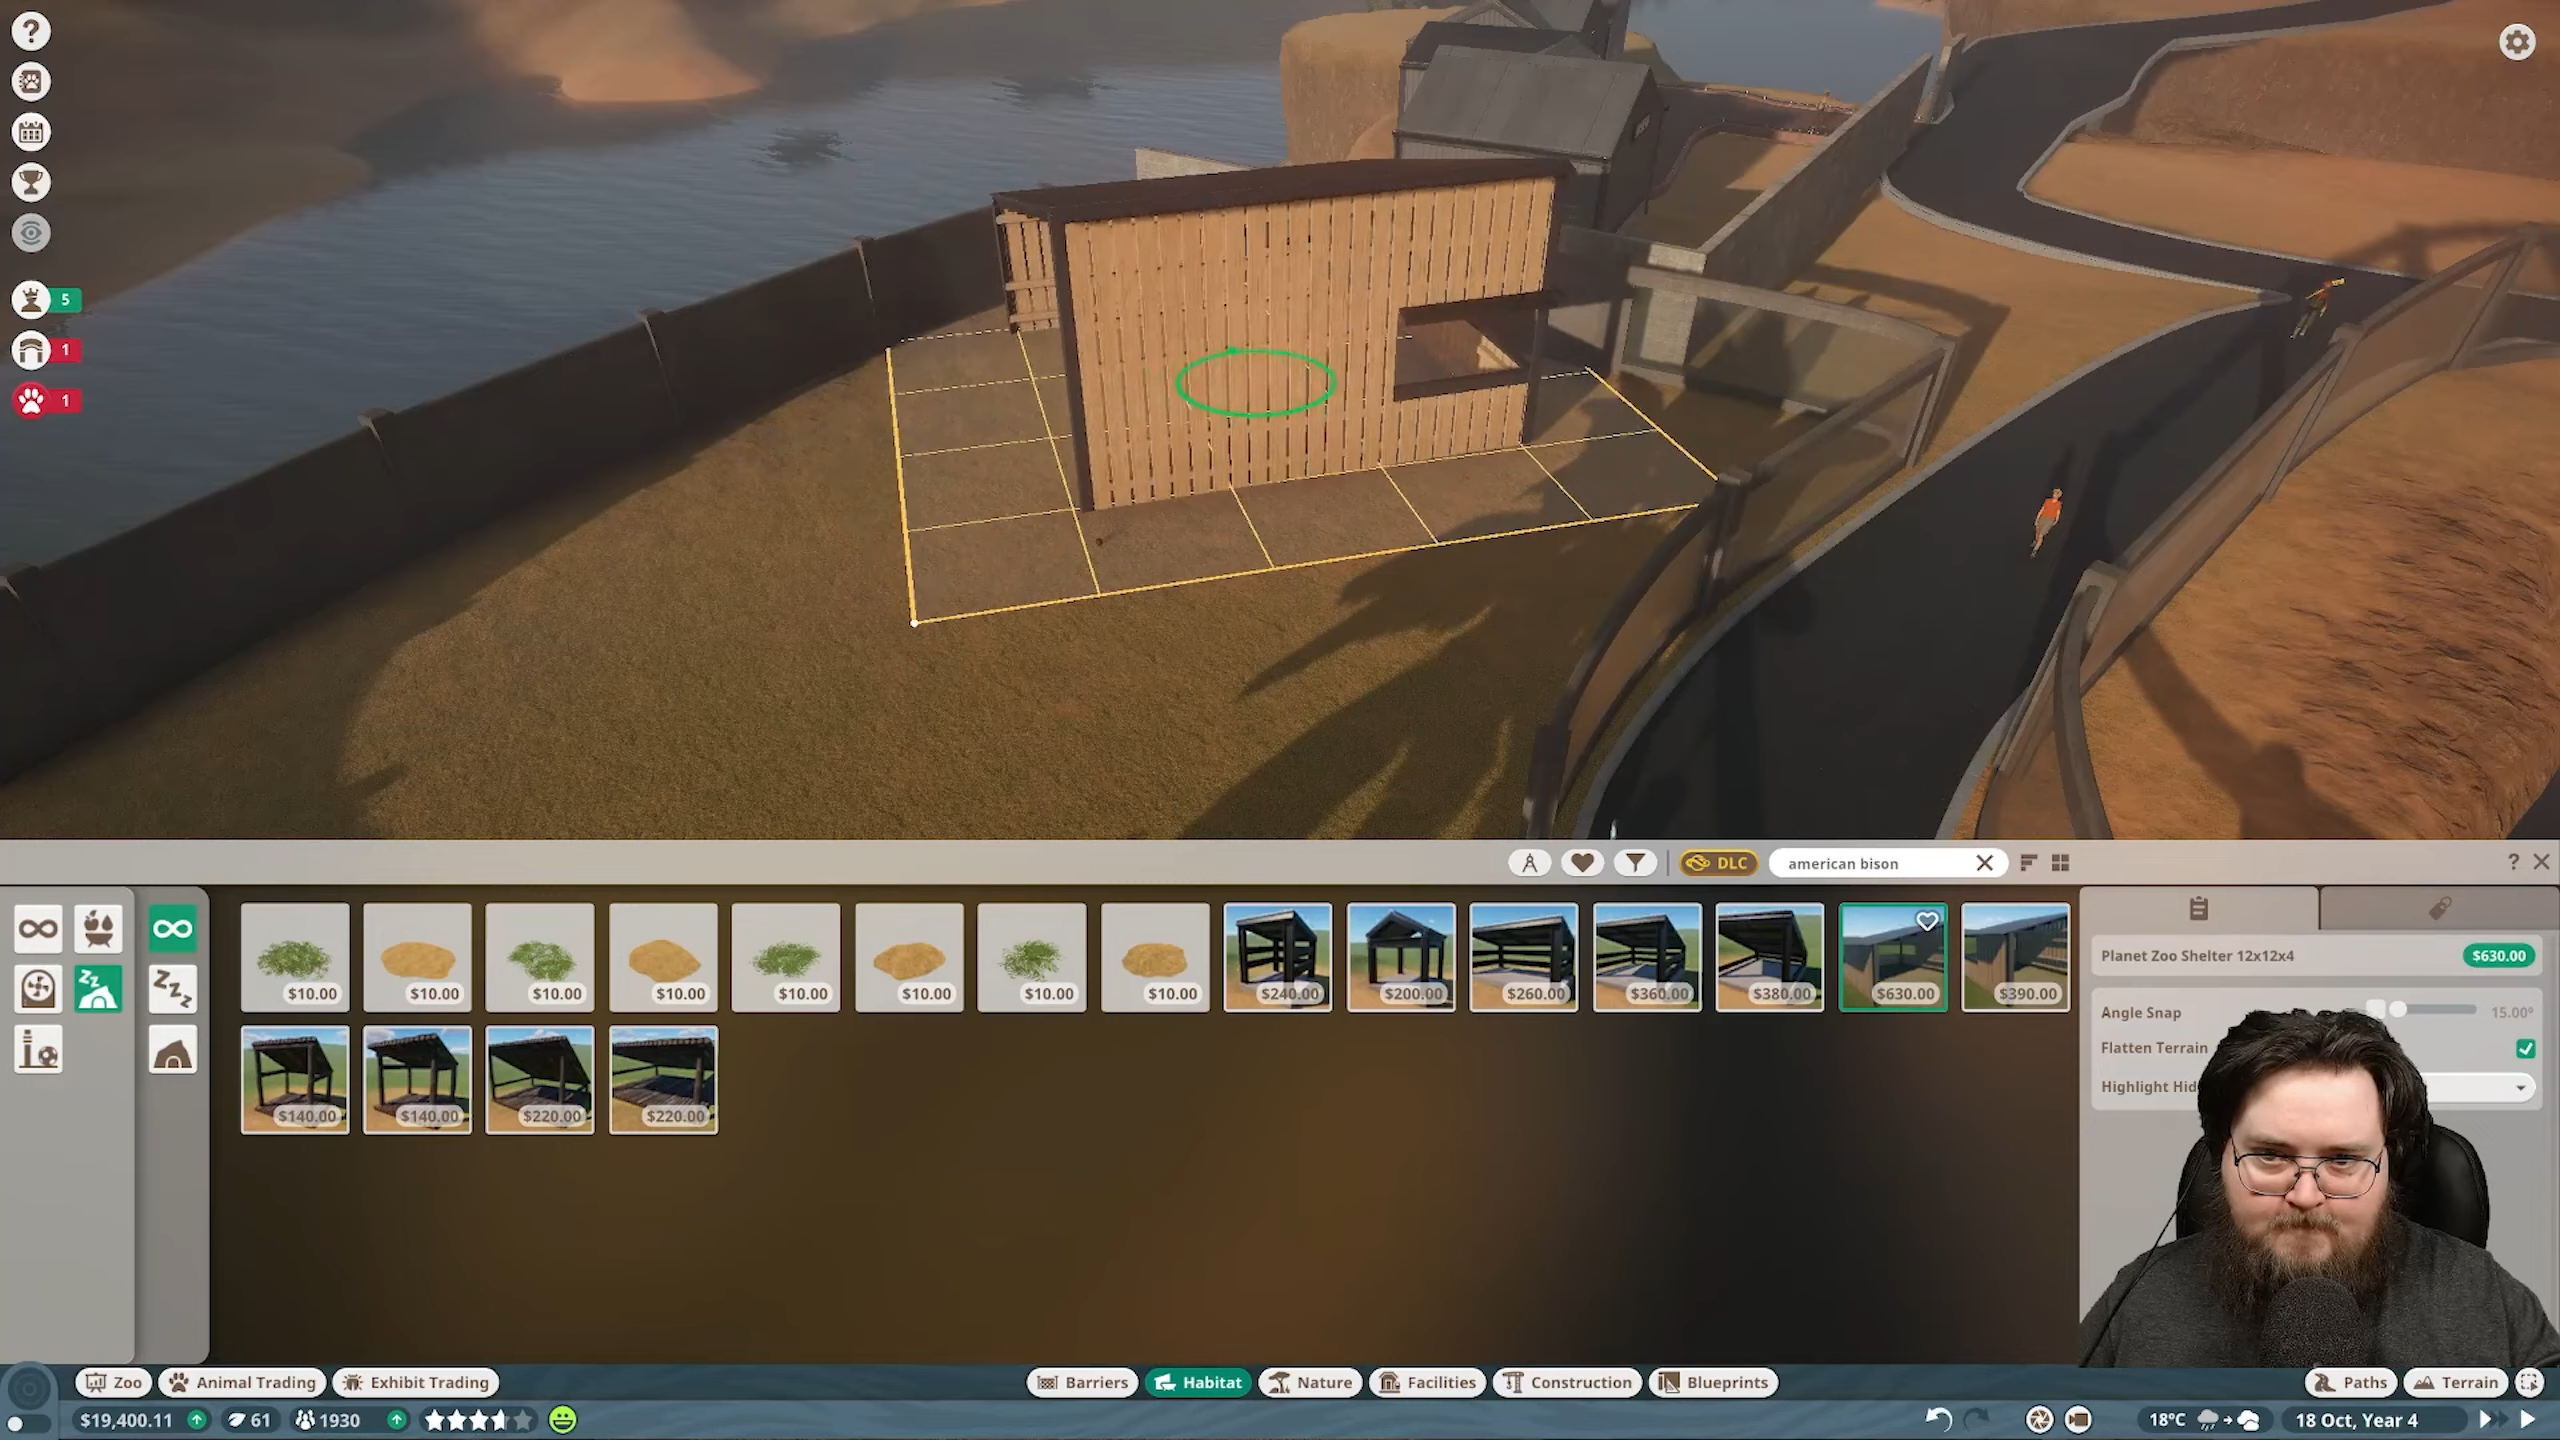 ?
5
1
1
DLC
american bison
?
$10.00
$10.00
$10.00
$10.00
$10.00
$10.00
$10.00
$10.00
$240.00
$200.00
$260.00
$360.00
$380.00
$630.00
$390.00
$140.00
$140.00
$220.00
$220.00
Planet Zoo Shelter 12x12x4
$630.00
Angle Snap
15.00°
Flatten Terrain
Highlight Hid
Zoo
Animal Trading
Exhibit Trading
Barriers
Habitat
Nature
Facilities
Construction
Blueprints
Paths
Terrain
$19,400.11
61
1930
18°C
18 Oct, Year 4